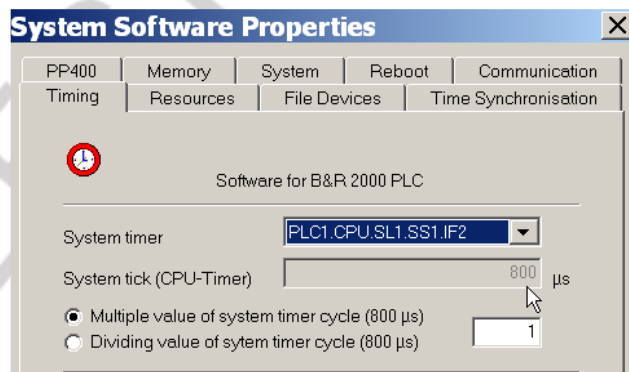 System Software Properties
PP400 Memory System Reboot Communication
Timing Resources File Devices Time Synchronisation
Software for B&R 2000 PLC
System timer PLC1.CPU.SL1.SS1.IF2
System tick (CPU-Timer) 800 µs
Multiple value of system timer cycle (800 µs) 1
Dividing value of sytem timer cycle (800 µs)